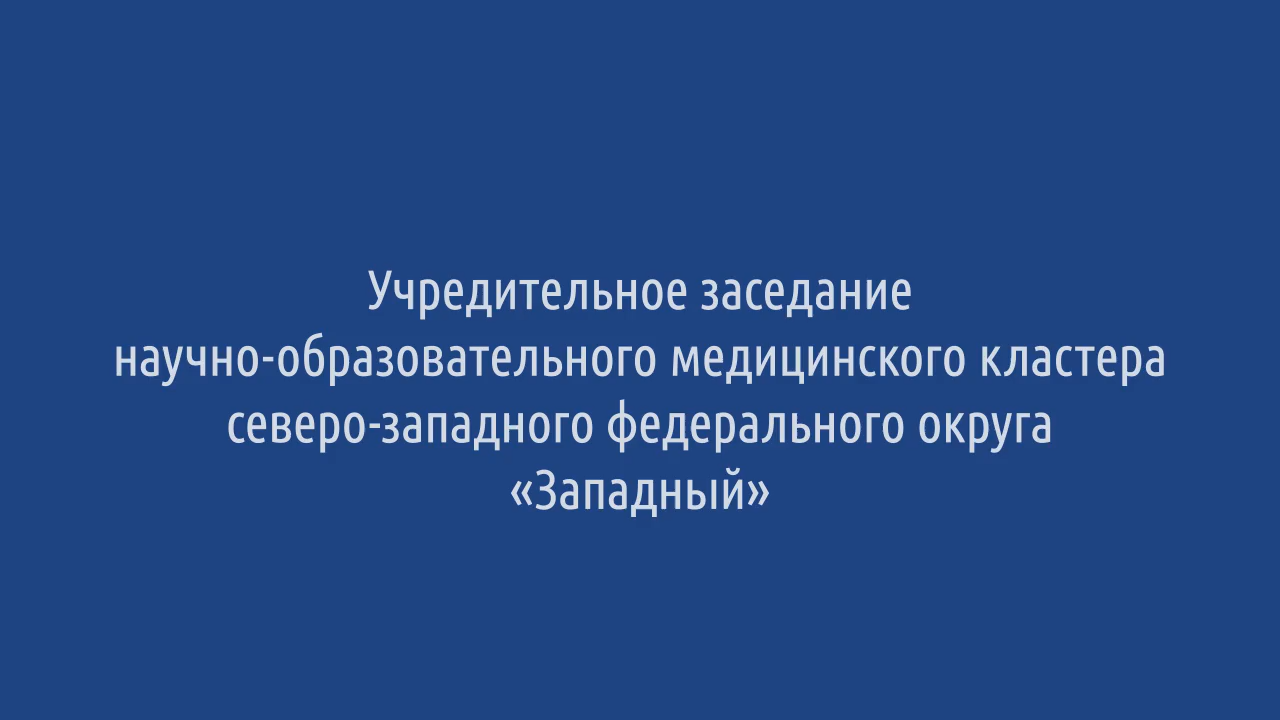 Учредительное заседание
научно-образовательного медицинского кластера
северо-западного федерального округа
«Западный»